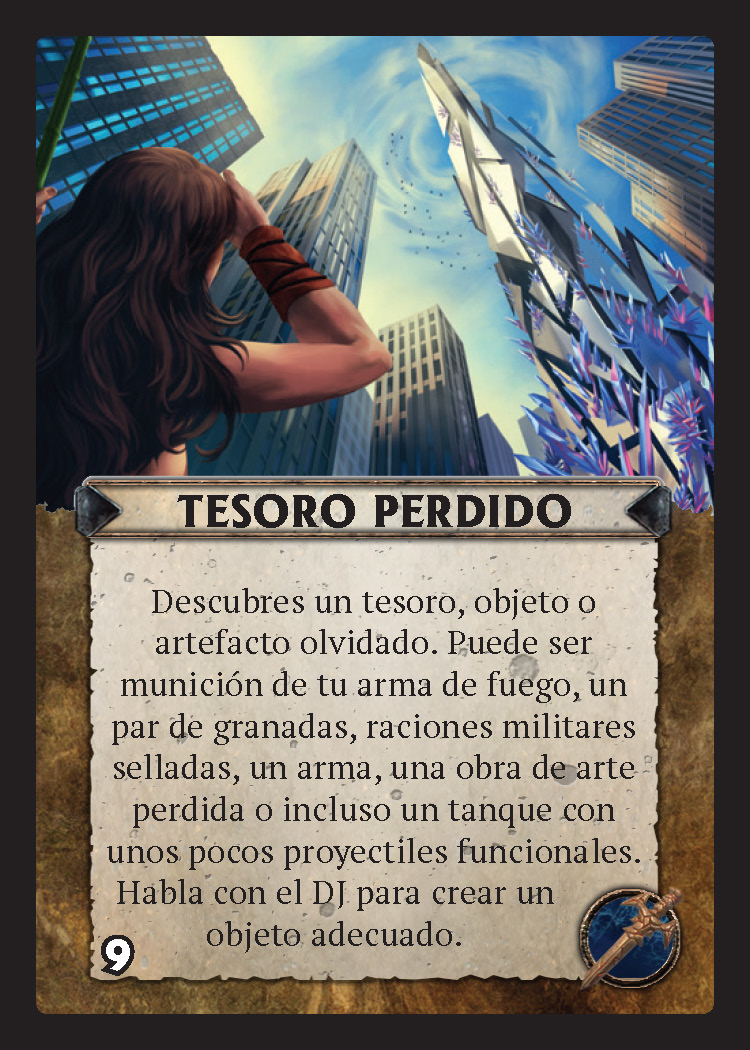 TESORO PERDIDO
Descubres un tesoro, objeto o
artefacto olvidado. Puede ser
munición de tu arma de fuego, un
par de granadas, raciones militares
selladas, un arma, una obra de arte
perdida o incluso un tanque con
unos pocos proyectiles funcionales.
Habla con el DJ para crear un
objeto adecuado.
9